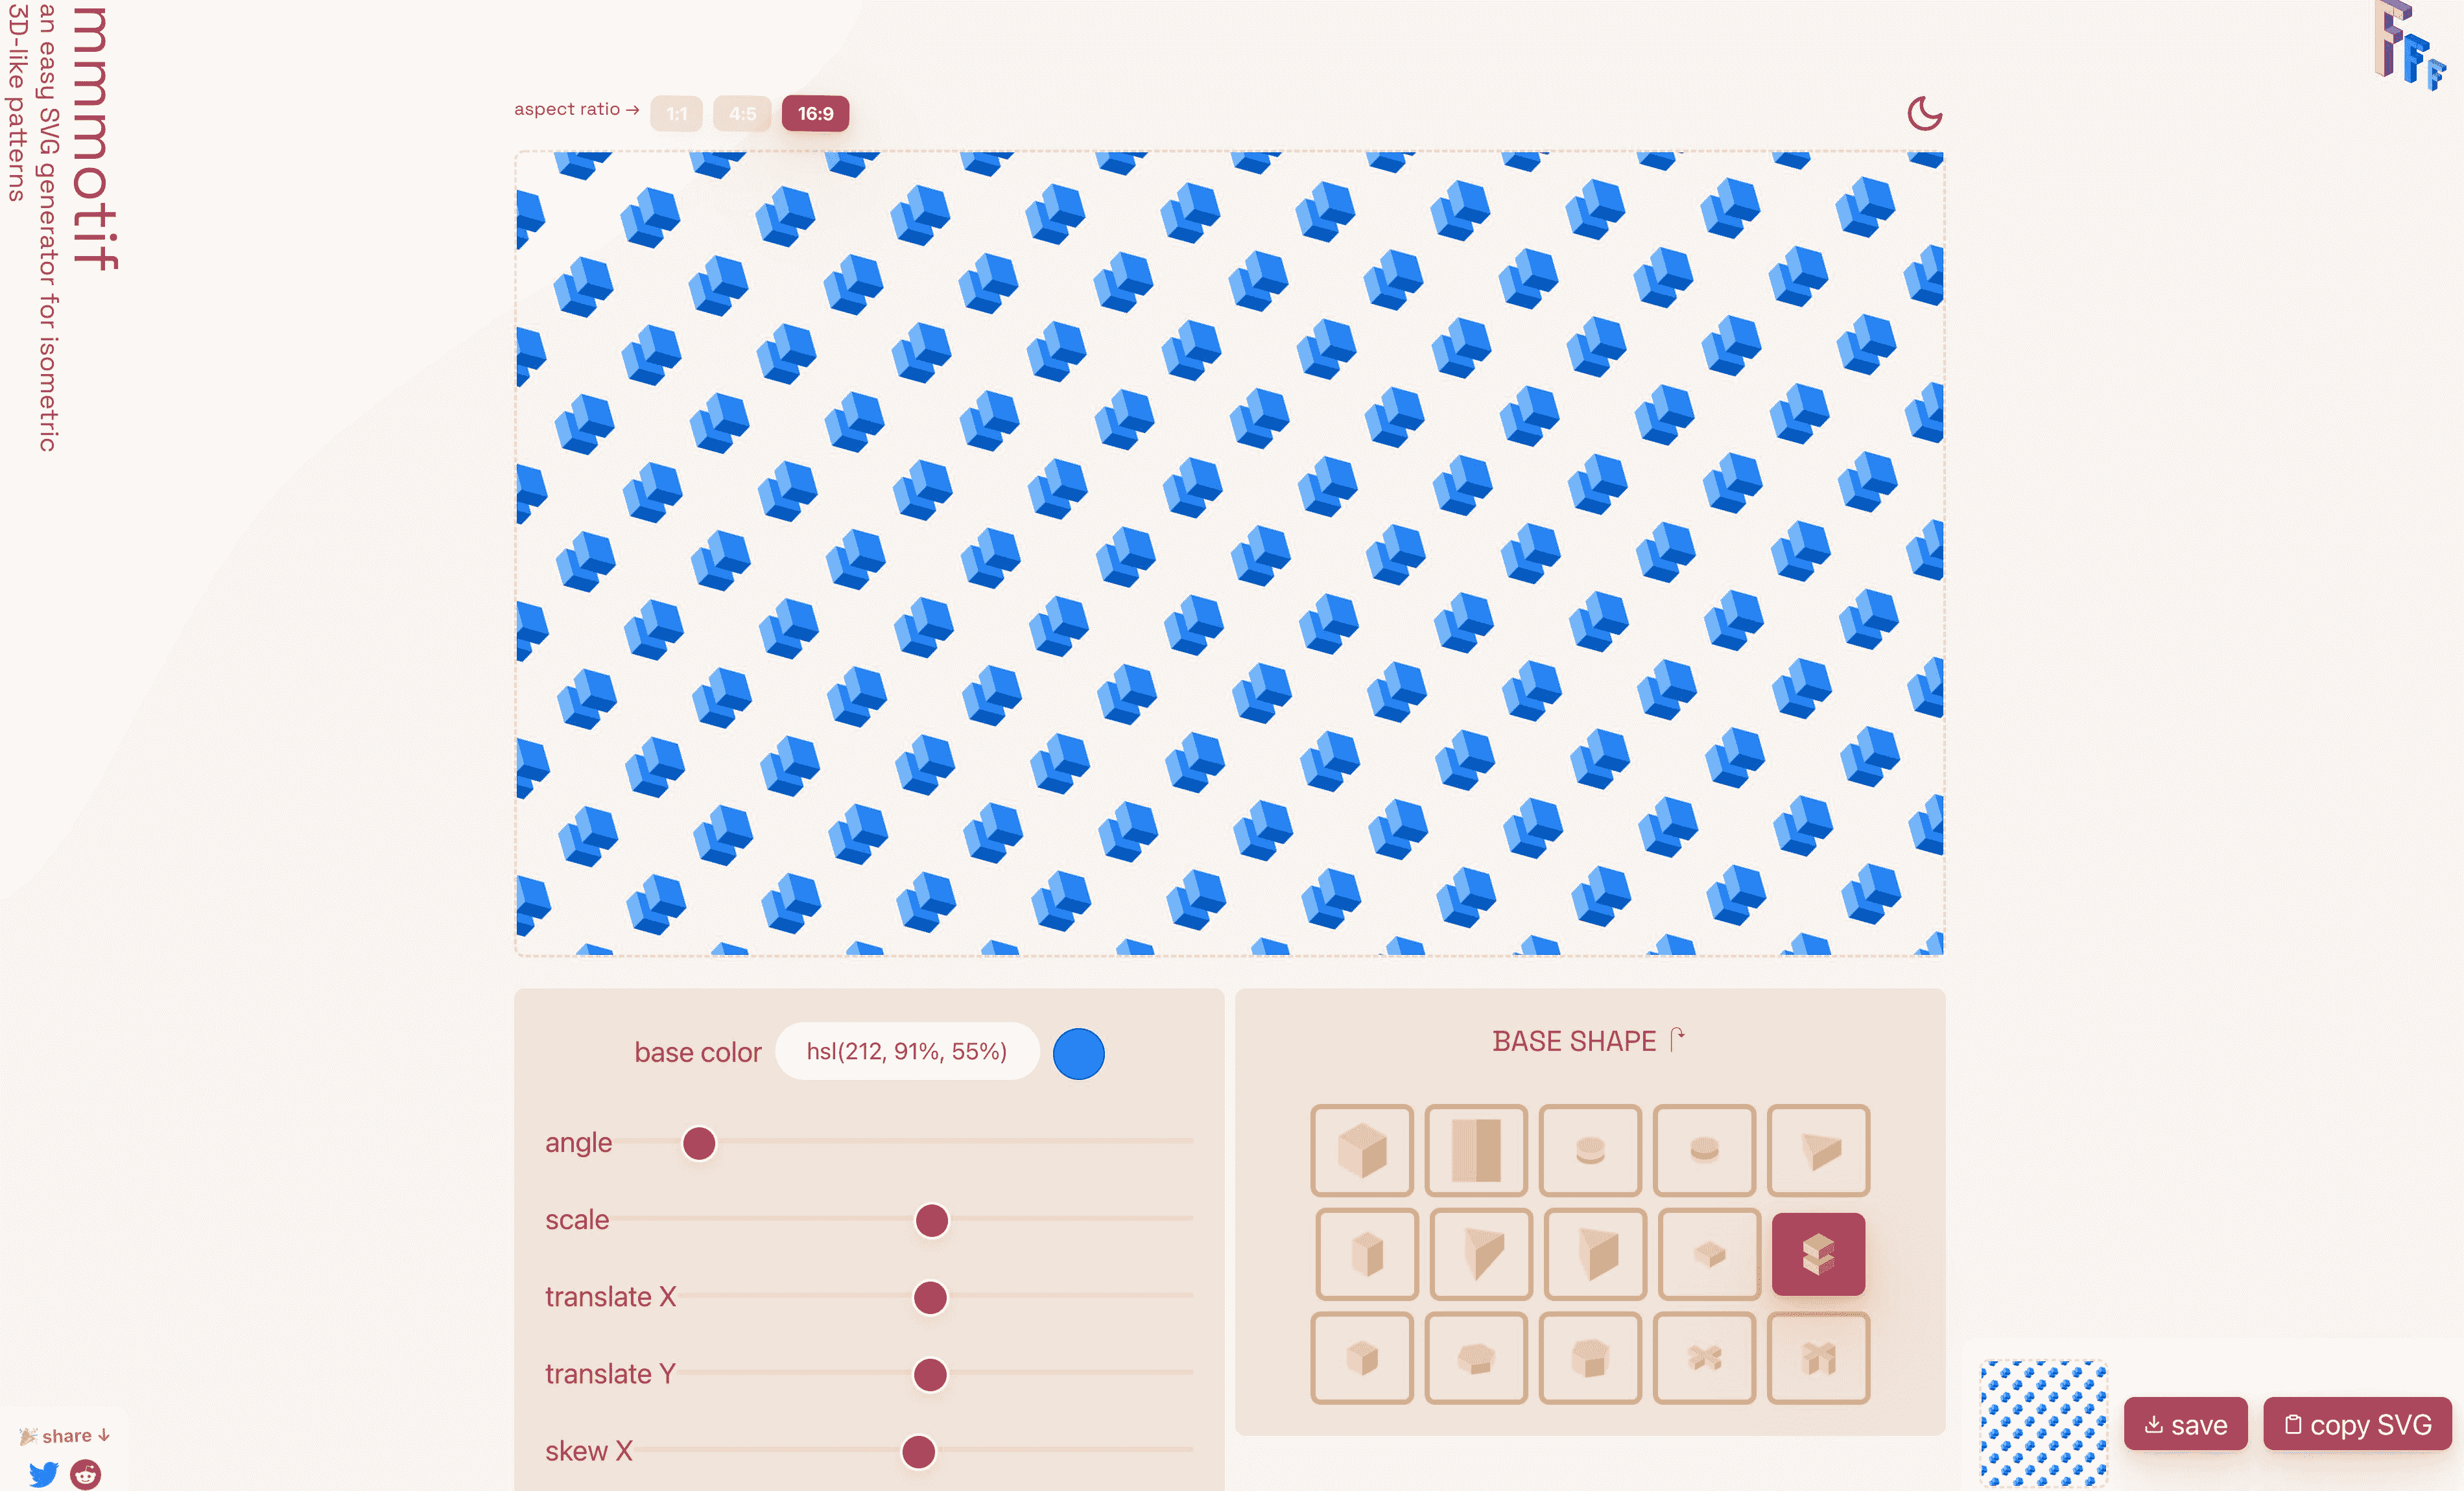 mmmmotif
an easy SVG generator for isometric
3D-like patterns
aspect ratio → 1:1 4:5 16:9
base color hsl(212, 91%, 55%)
angle
scale
translate X
translate Y
skew X
BASE SHAPE
share ↓
save
copy SVG